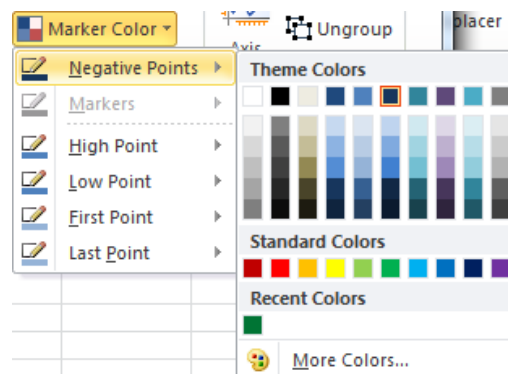 Marker Color
Ungroup
placer
Axis
Negative Points
Markers
High Point
Low Point
First Point
Last Point
Theme Colors
Standard Colors
Recent Colors
More Colors...